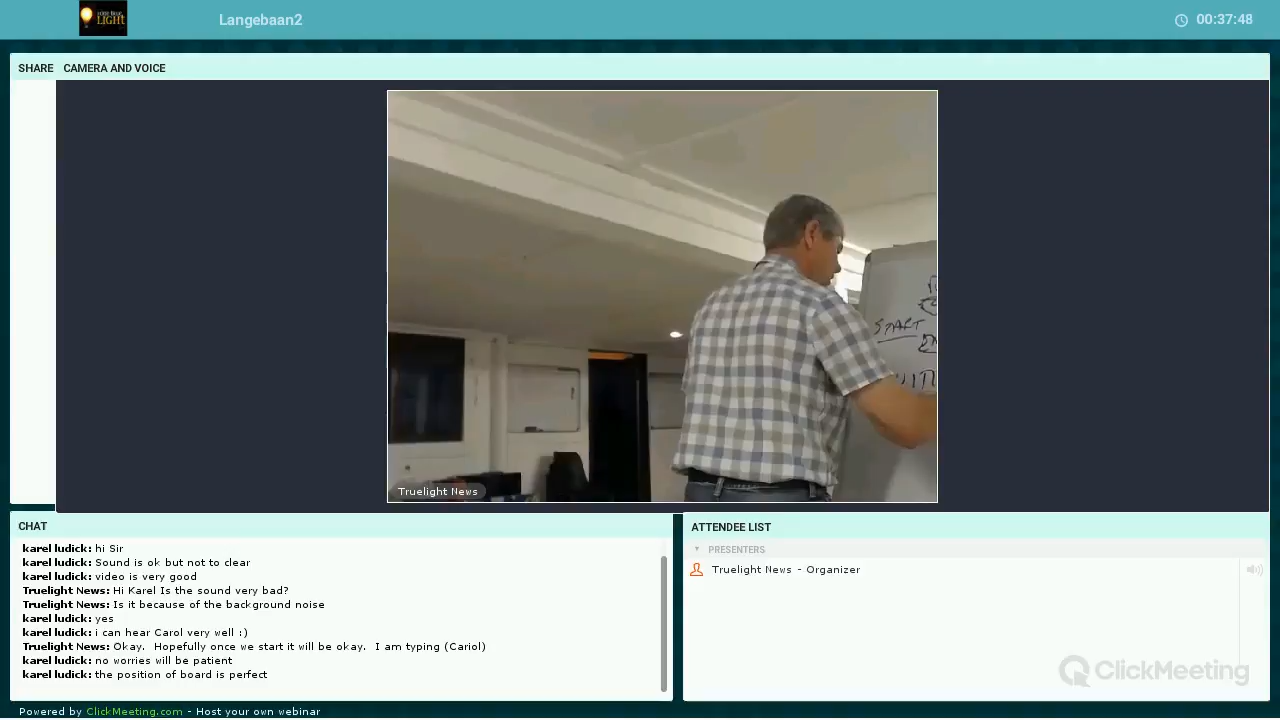 LIGHT
Langebaan2
00:37:48
SHARE
CAMERA AND VOICE
START
Truelight News
CHAT
karel ludick: hi Sir
karel ludick: Sound is ok but not to clear
karel ludick: video is very good
Truelight News: Hi Karel Is the sound very bad?
Truelight News: Is it because of the background noise
karel ludick: yes
karel ludick: i can hear Carol very well :)
Truelight News: Okay.  Hopefully once we start it will be okay.  I am typing (Cariol)
karel ludick: no worries will be patient
karel ludick: the position of board is perfect
ATTENDEE LIST
PRESENTERS
Truelight News - Organizer
ClickMeeting
Powered by ClickMeeting.com - Host your own webinar